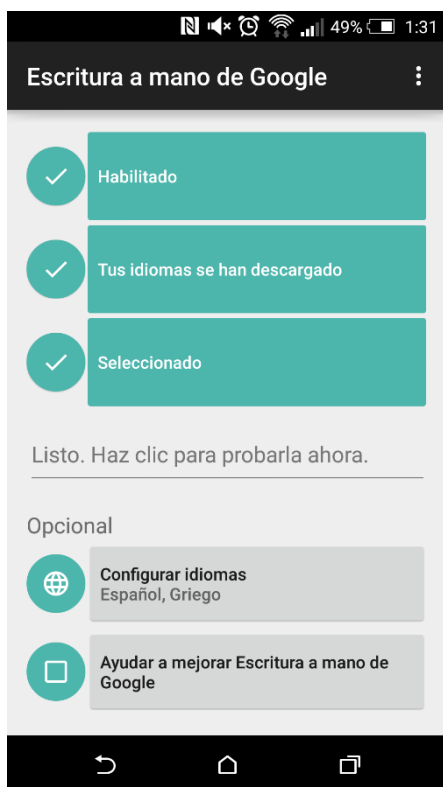 49% 1:31
Escritura a mano de Google
Habilitado
Tus idiomas se han descargado
Seleccionado
Listo. Haz clic para probarla ahora.
Opcional
Configurar idiomas
Español, Griego
Ayudar a mejorar Escritura a mano de
Google